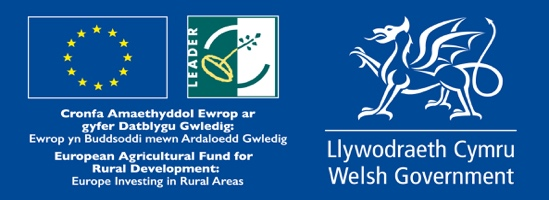 LEADER
Cronfa Amaethyddol Ewrop ar
gyfer Datblygu Gwledig:
Ewrop yn Buddsoddi mewn Ardaloedd Gwledig
European Agricultural Fund for
Rural Development:
Europe Investing in Rural Areas
Llywodraeth Cymru
Welsh Government